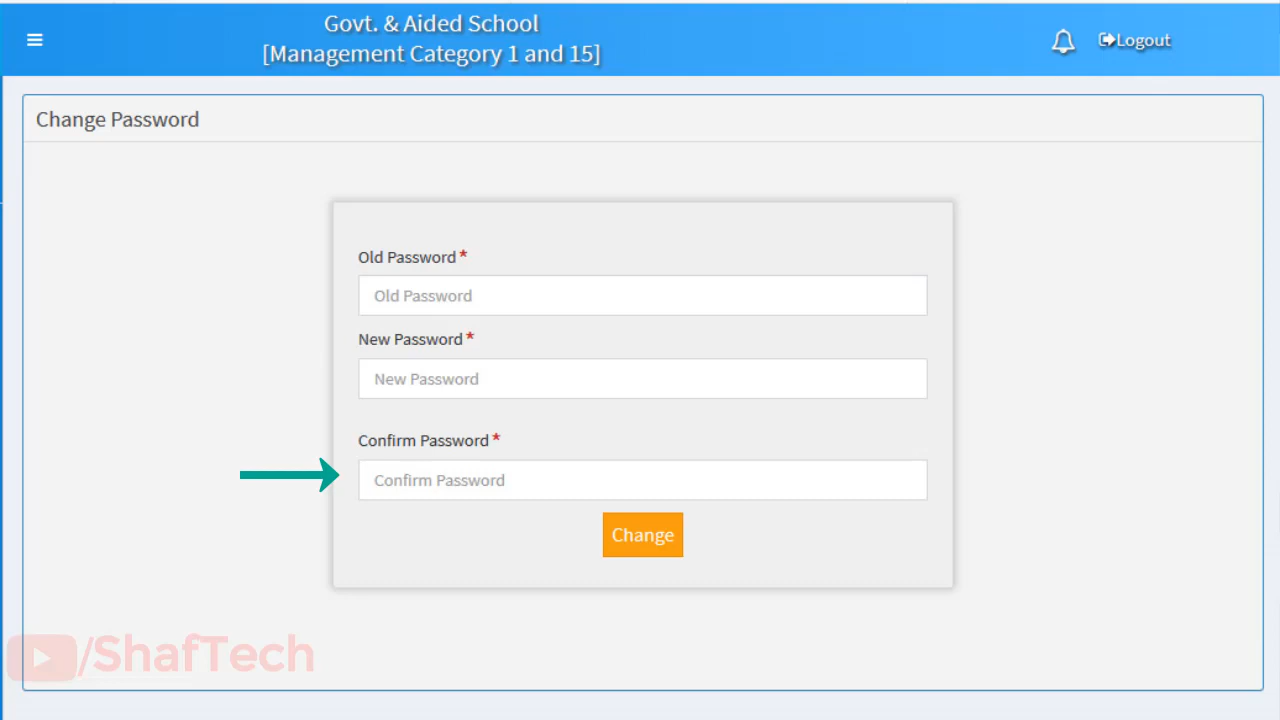 Govt. & Aided School
[Management Category 1 and 15]
Logout
Change Password
Old Password *
Old Password
New Password *
New Password
Confirm Password *
Confirm Password
Change
/ShafTech